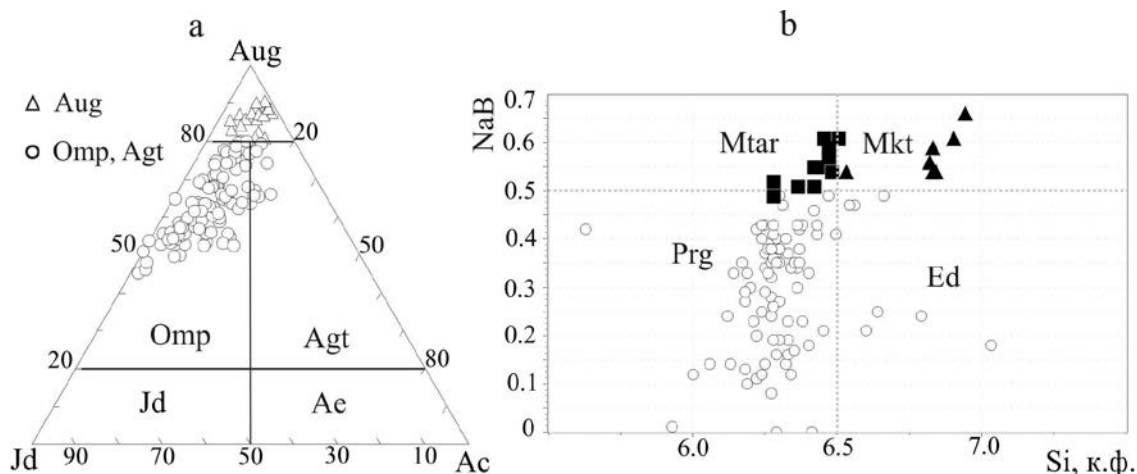 a
b
Aug
Aug
Omp, Agt
80
20
50
50
Omp
Agt
20
80
Jd
Ae
Jd
90
70
50
30
10
Ac
NaB
0.7
0.6
0.5
0.4
0.3
0.2
0.1
0
Mtar
Mkt
Prg
Ed
6.0
6.5
7.0
Si, к.ф.